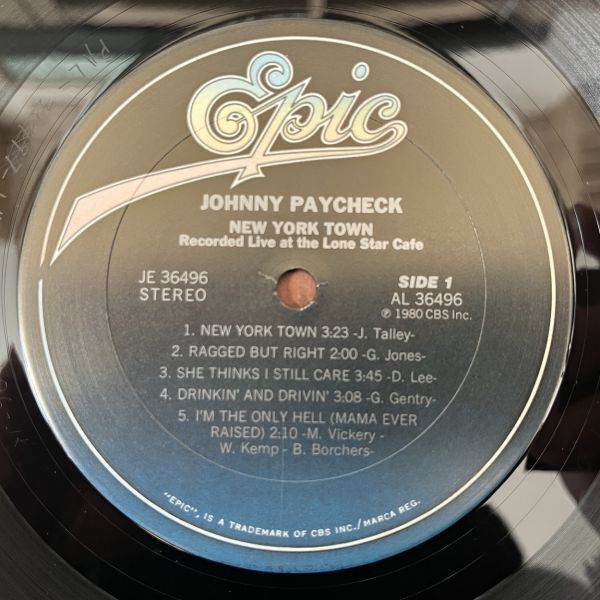 Epic
JOHNNY PAYCHECK
NEW YORK TOWN
Recorded Live at the Lone Star Cafe
JE 36496
STEREO
SIDE 1
AL 36496
℗ 1980 CBS Inc.
1. NEW YORK TOWN 3:23 -J. Talley-
2. RAGGED BUT RIGHT 2:00 -G. Jones-
3. SHE THINKS I STILL CARE 3:45 -D. Lee-
4. DRINKIN' AND DRIVIN' 3:08 -G. Gentry-
5. I'M THE ONLY HELL (MAMA EVER
RAISED) 2:10 -M. Vickery -
W. Kemp - B. Borchers-
"EPIC", IS A TRADEMARK OF CBS INC./MARCA REG.